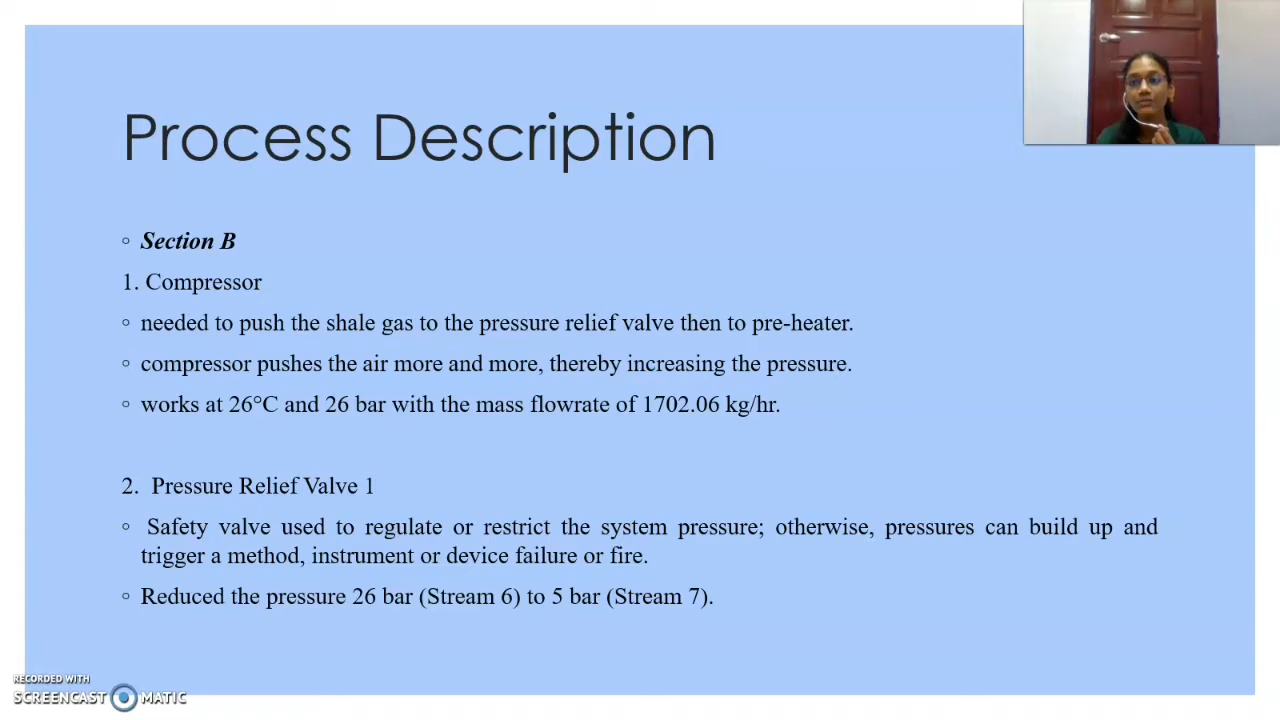 Process Description
Section B
1. Compressor
needed to push the shale gas to the pressure relief valve then to pre-heater.
compressor pushes the air more and more, thereby increasing the pressure.
works at 26°C and 26 bar with the mass flowrate of 1702.06 kg/hr.
2. Pressure Relief Valve 1
Safety valve used to regulate or restrict the system pressure; otherwise, pressures can build up and
trigger a method, instrument or device failure or fire.
Reduced the pressure 26 bar (Stream 6) to 5 bar (Stream 7).
RECORDED WITH
SCREENCAST MATIC